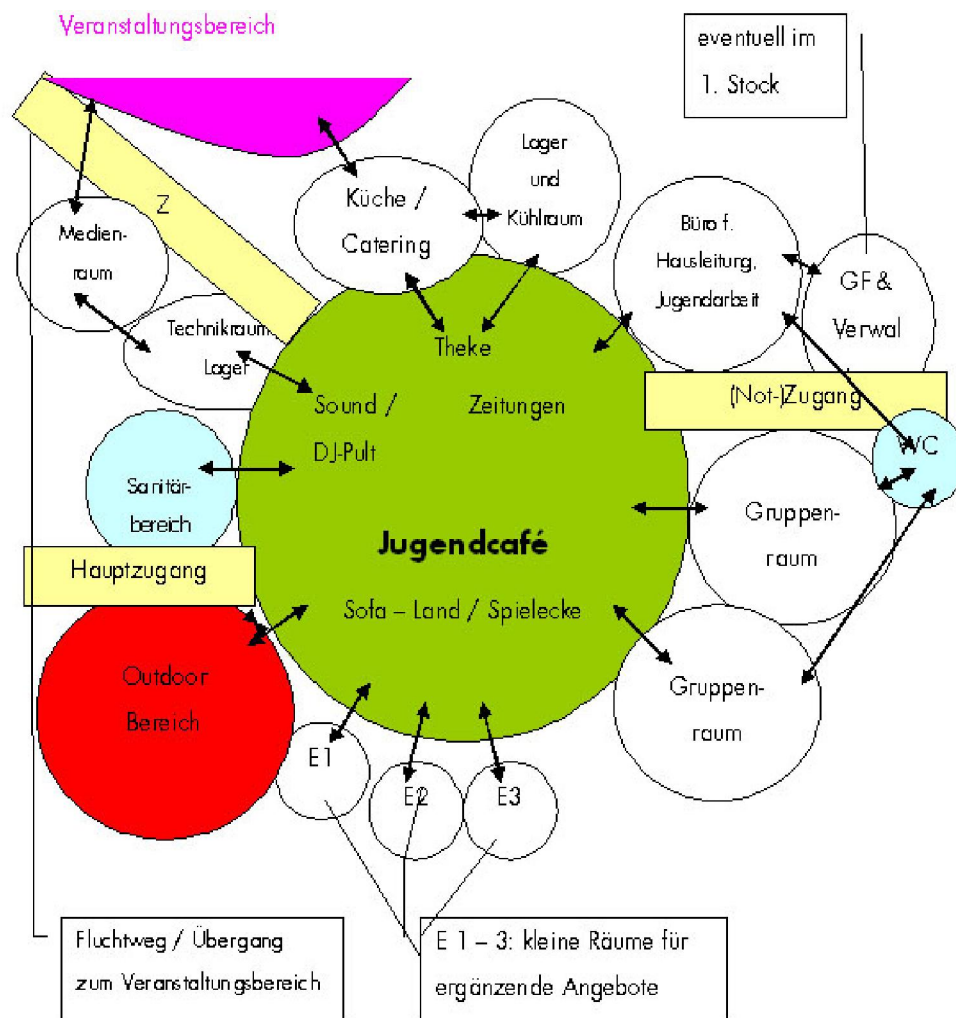 Veranstaltungsbereich
eventuell im
1. Stock
Z
Küche /
Catering
Lager
und
Kühlraum
Medien-
raum
Büro f.
Hausleitung,
Jugendarbeit
GF &
Verwal
Technikraum
Lager
Theke
Sound /
DJ-Pult
Zeitungen
(Not-)Zugang
WC
Sanitär-
bereich
Gruppen-
raum
Jugendcafé
Hauptzugang
Sofa – Land / Spielecke
Outdoor
Bereich
Gruppen-
raum
E1
E2
E3
Fluchtweg / Übergang
zum Veranstaltungsbereich
E 1 – 3: kleine Räume für
ergänzende Angebote